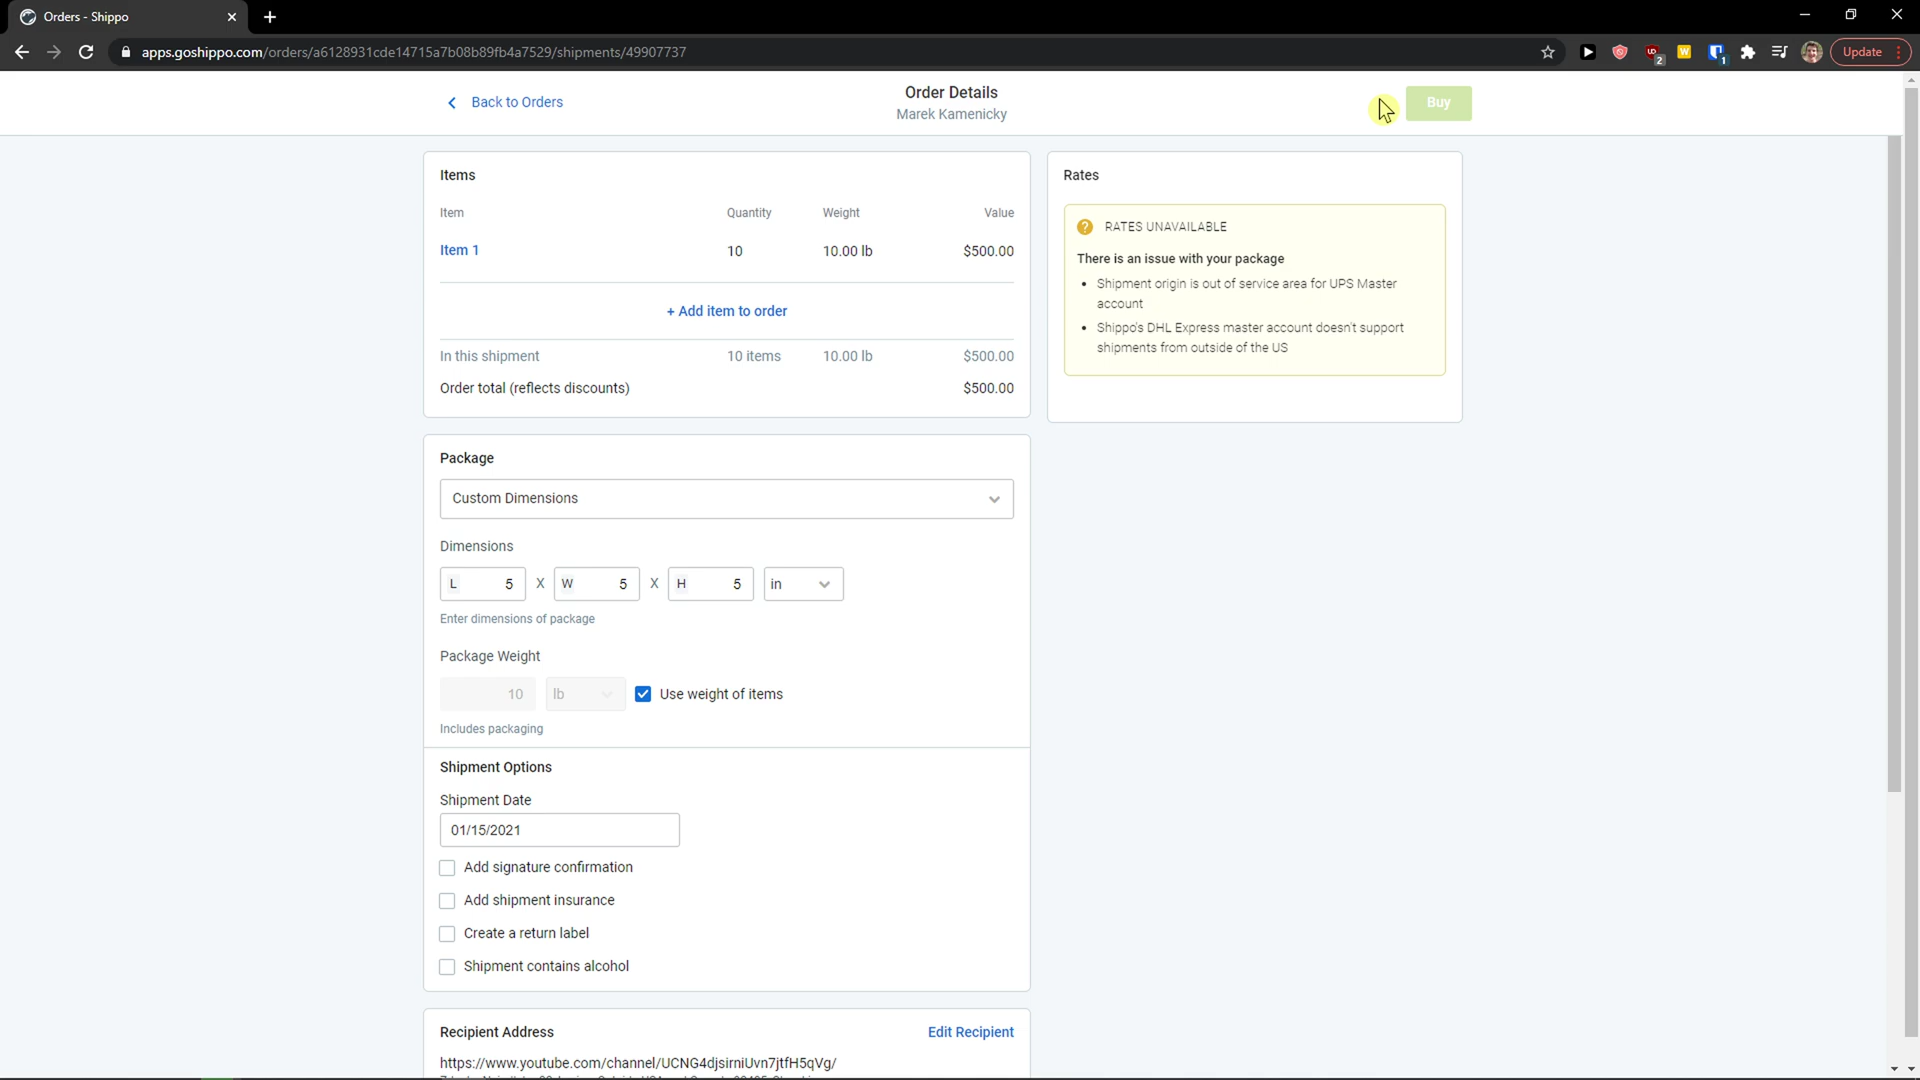 Orders - Shippo
apps.goshippo.com/orders/a6128931cde14715a7b08b89fb4a7529/shipments/49907737
2
W
1
Update
Back to Orders
Order Details
Marek Kamenicky
Buy
Items
Item Quantity Weight Value
Item 1 10 10.00 lb $500.00
+ Add item to order
In this shipment 10 items 10.00 lb $500.00
Order total (reflects discounts) $500.00
Rates
? RATES UNAVAILABLE
There is an issue with your package
• Shipment origin is out of service area for UPS Master
account
• Shippo's DHL Express master account doesn't support
shipments from outside of the US
Package
Custom Dimensions
Dimensions
L 5 X W 5 X H 5 in
Enter dimensions of package
Package Weight
10 lb Use weight of items
Includes packaging
Shipment Options
Shipment Date
01/15/2021
Add signature confirmation
Add shipment insurance
Create a return label
Shipment contains alcohol
Recipient Address Edit Recipient
https://www.youtube.com/channel/UCNG4djsirniUvn7jtfH5qVg/